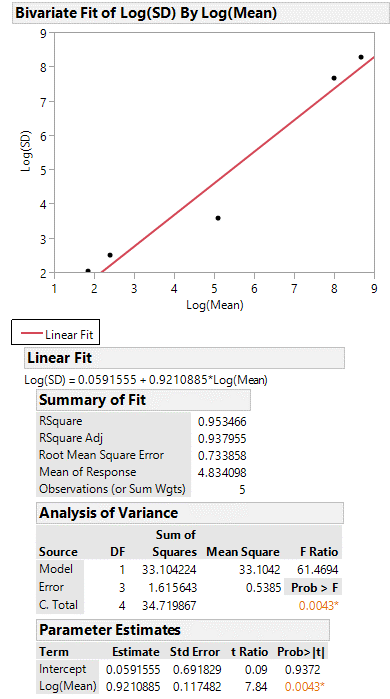 Bivariate Fit of Log(SD) By Log(Mean)
9
8
7
6
5
4
3
2
Log(SD)
1 2 3 4 5 6 7 8 9
Log(Mean)
Linear Fit
Linear Fit
Log(SD) = 0.0591555 + 0.9210885*Log(Mean)
Summary of Fit
RSquare 0.953466
RSquare Adj 0.937955
Root Mean Square Error 0.733858
Mean of Response 4.834098
Observations (or Sum Wgts) 5
Analysis of Variance
Sum of
Source DF Squares Mean Square F Ratio
Model 1 33.104224 33.1042 61.4694
Error 3 1.615643 0.5385 Prob > F
C. Total 4 34.719867 0.0043*
Parameter Estimates
Term Estimate Std Error t Ratio Prob>|t|
Intercept 0.0591555 0.691829 0.09 0.9372
Log(Mean) 0.9210885 0.117482 7.84 0.0043*